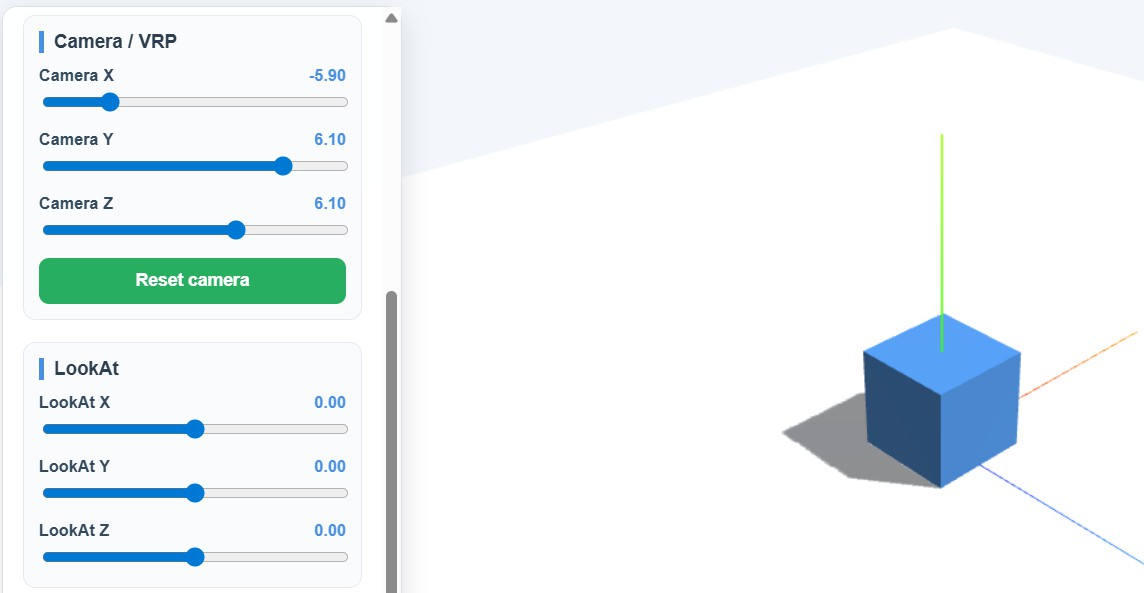 Camera / VRP
Camera X -5.90
Camera Y 6.10
Camera Z 6.10
Reset camera
LookAt
LookAt X 0.00
LookAt Y 0.00
LookAt Z 0.00